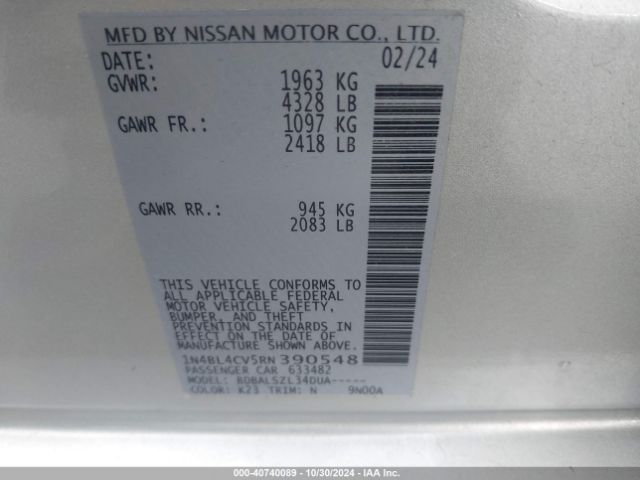 MFD BY NISSAN MOTOR CO., LTD.
DATE: 02/24
GVWR: 1963 KG
4328 LB
GAWR FR.: 1097 KG
2418 LB
GAWR RR.: 945 KG
2083 LB
THIS VEHICLE CONFORMS TO
ALL APPLICABLE FEDERAL
MOTOR VEHICLE SAFETY,
BUMPER, AND THEFT
PREVENTION STANDARDS
IN EFFECT ON THE DATE OF
MANUFACTURE SHOWN ABOVE.
1N4BL4CV5RN390548
PASSENGER CAR 633482
MODEL: BDBALSZL34DUA-----
COLOR: K23 TRIM: N 9N00A
000-40740089 - 10/30/2024 - IAA Inc.